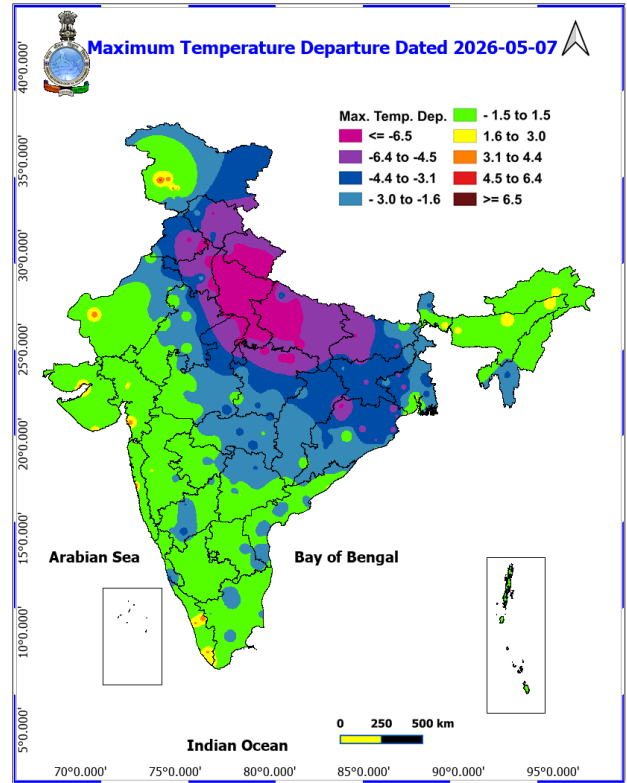 Maximum Temperature Departure Dated 2026-05-07
Max. Temp. Dep.
<= -6.5
-6.4 to -4.5
-4.4 to -3.1
- 3.0 to -1.6
- 1.5 to 1.5
1.6 to 3.0
3.1 to 4.4
4.5 to 6.4
>= 6.5
40°0.000'
35°0.000'
30°0.000'
25°0.000'
20°0.000'
15°0.000'
10°0.000'
5°0.000'
Arabian Sea
Bay of Bengal
Indian Ocean
0 250 500 km
70°0.000' 75°0.000' 80°0.000' 85°0.000' 90°0.000' 95°0.000'